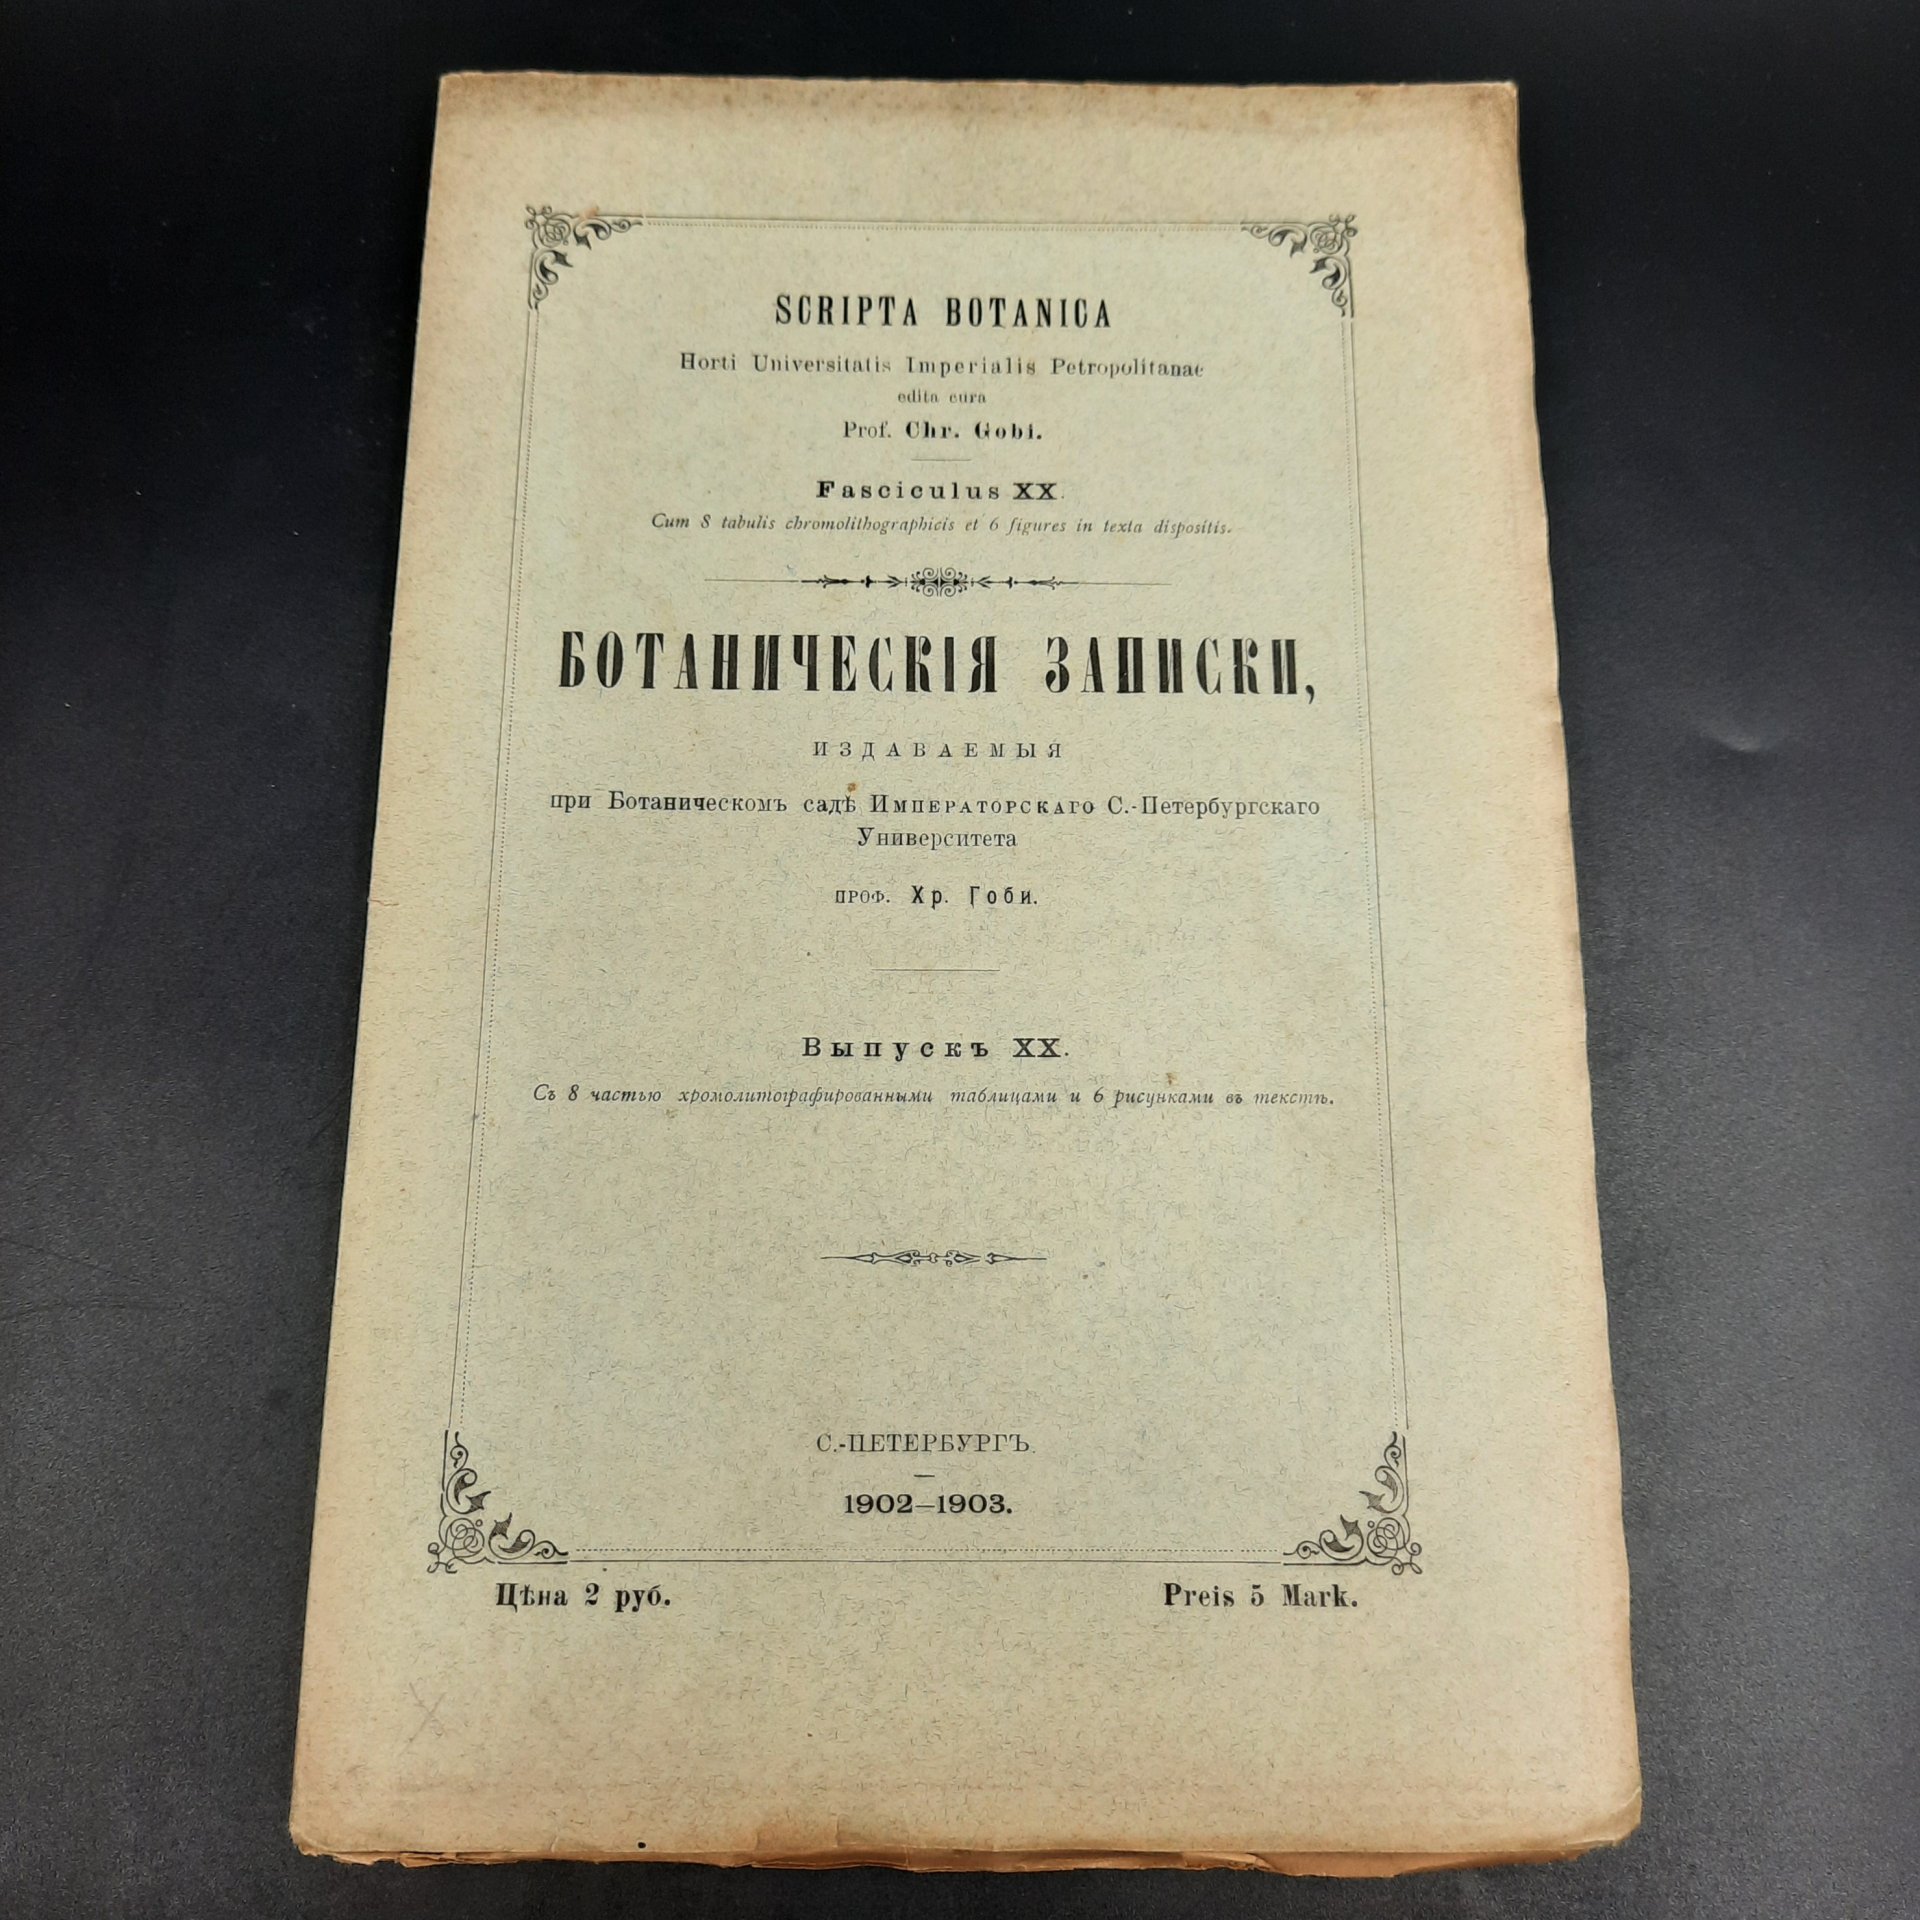 SCRIPTA BOTANICA
Horti Universitatis Imperialis Petropolitanae
edita cura
Prof. Chr. Gobi.
Fasciculus XX.
Cum 8 tabulis chromolithographicis et 6 figures in texta dispositis.
БОТАНИЧЕСКІЯ ЗАПИСКИ,
ИЗДАВАЕМЫЯ
при Ботаническомъ садѣ ИМПЕРАТОРСКАГО С.-Петербургскаго
Университета
ПРОФ. Хр. Гоби.
Выпускъ XX.
Съ 8 частью хромолитографированными таблицами и 6 рисунками въ текстѣ.
С.-ПЕТЕРБУРГЪ.
1902–1903.
Цѣна 2 руб.
Preis 5 Mark.